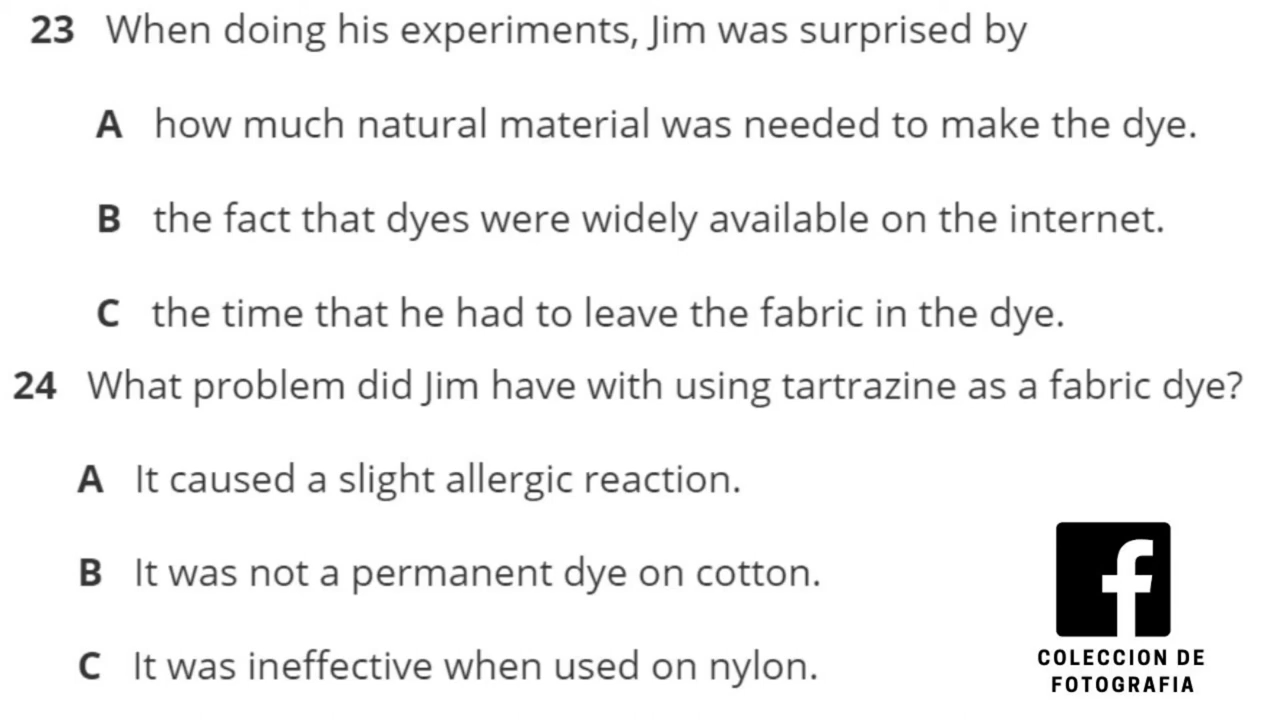 23 When doing his experiments, Jim was surprised by
A how much natural material was needed to make the dye.
B the fact that dyes were widely available on the internet.
C the time that he had to leave the fabric in the dye.
24 What problem did Jim have with using tartrazine as a fabric dye?
A It caused a slight allergic reaction.
B It was not a permanent dye on cotton.
C It was ineffective when used on nylon.
f
COLECCION DE
FOTOGRAFIA